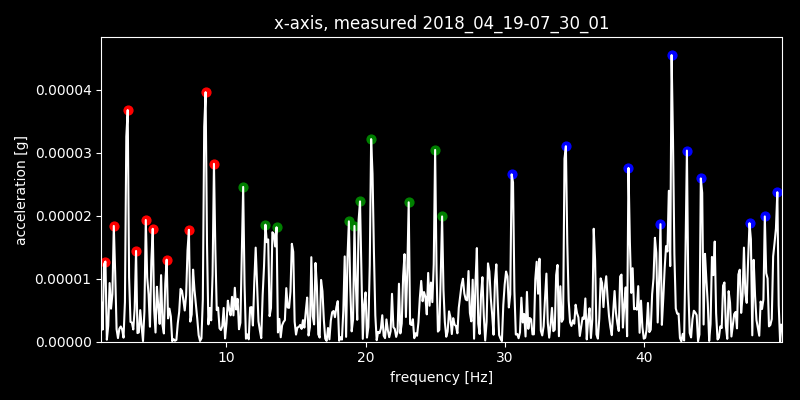 x-axis, measured 2018_04_19-07_30_01
acceleration [g]
0.00004
0.00003
0.00002
0.00001
0.00000
10 20 30 40
frequency [Hz]